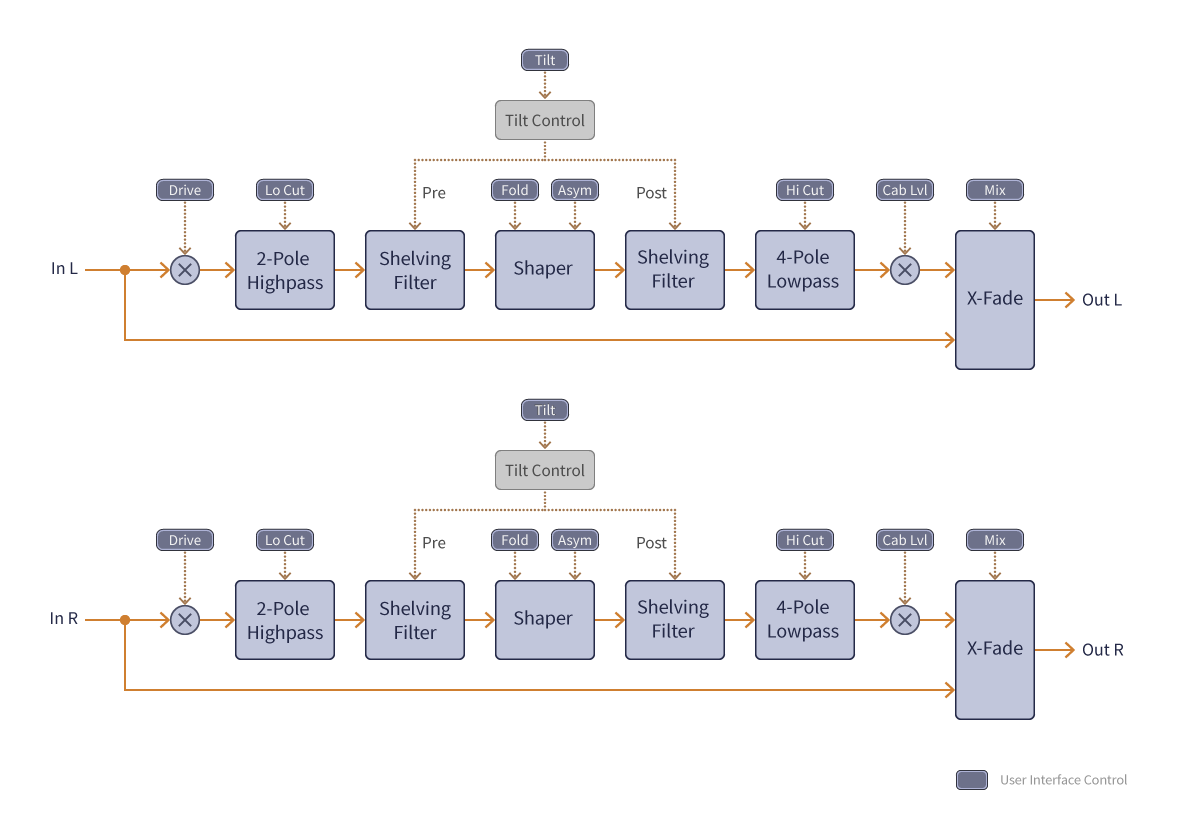 Tilt
Tilt Control
Drive
Lo Cut
Pre
Fold
Asym
Post
Hi Cut
Cab Lvl
Mix
In L
2-Pole
Highpass
Shelving
Filter
Shaper
Shelving
Filter
4-Pole
Lowpass
X-Fade
Out L
Tilt
Tilt Control
Drive
Lo Cut
Pre
Fold
Asym
Post
Hi Cut
Cab Lvl
Mix
In R
2-Pole
Highpass
Shelving
Filter
Shaper
Shelving
Filter
4-Pole
Lowpass
X-Fade
Out R
User Interface Control